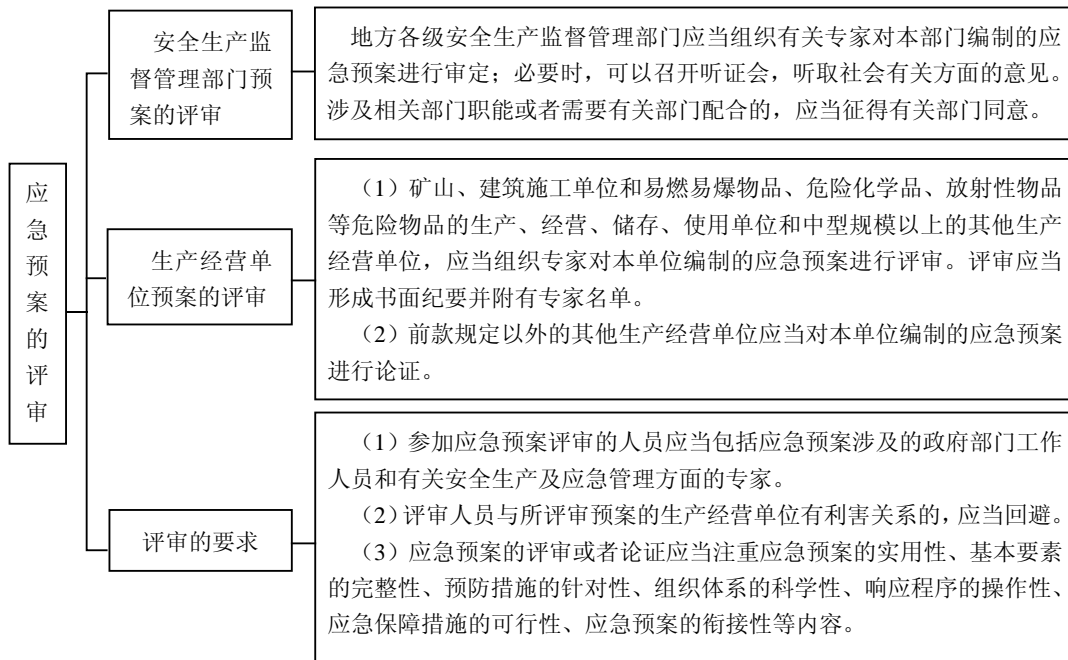 应
急
预
案
的
评
审
安全生产监
督管理部门预
案的评审
地方各级安全生产监督管理部门应当组织有关专家对本部门编制的应
急预案进行审定；必要时，可以召开听证会，听取社会有关方面的意见。
涉及相关部门职能或者需要有关部门配合的，应当征得有关部门同意。
生产经营单
位预案的评审
（1）矿山、建筑施工单位和易燃易爆物品、危险化学品、放射性物品
等危险物品的生产、经营、储存、使用单位和中型规模以上的其他生产
经营单位，应当组织专家对本单位编制的应急预案进行评审。评审应当
形成书面纪要并附有专家名单。
（2）前款规定以外的其他生产经营单位应当对本单位编制的应急预案
进行论证。
评审的要求
（1）参加应急预案评审的人员应当包括应急预案涉及的政府部门工作
人员和有关安全生产及应急管理方面的专家。
（2）评审人员与所评审预案的生产经营单位有利害关系的，应当回避。
（3）应急预案的评审或者论证应当注重应急预案的实用性、基本要素
的完整性、预防措施的针对性、组织体系的科学性、响应程序的操作性、
应急保障措施的可行性、应急预案的衔接性等内容。